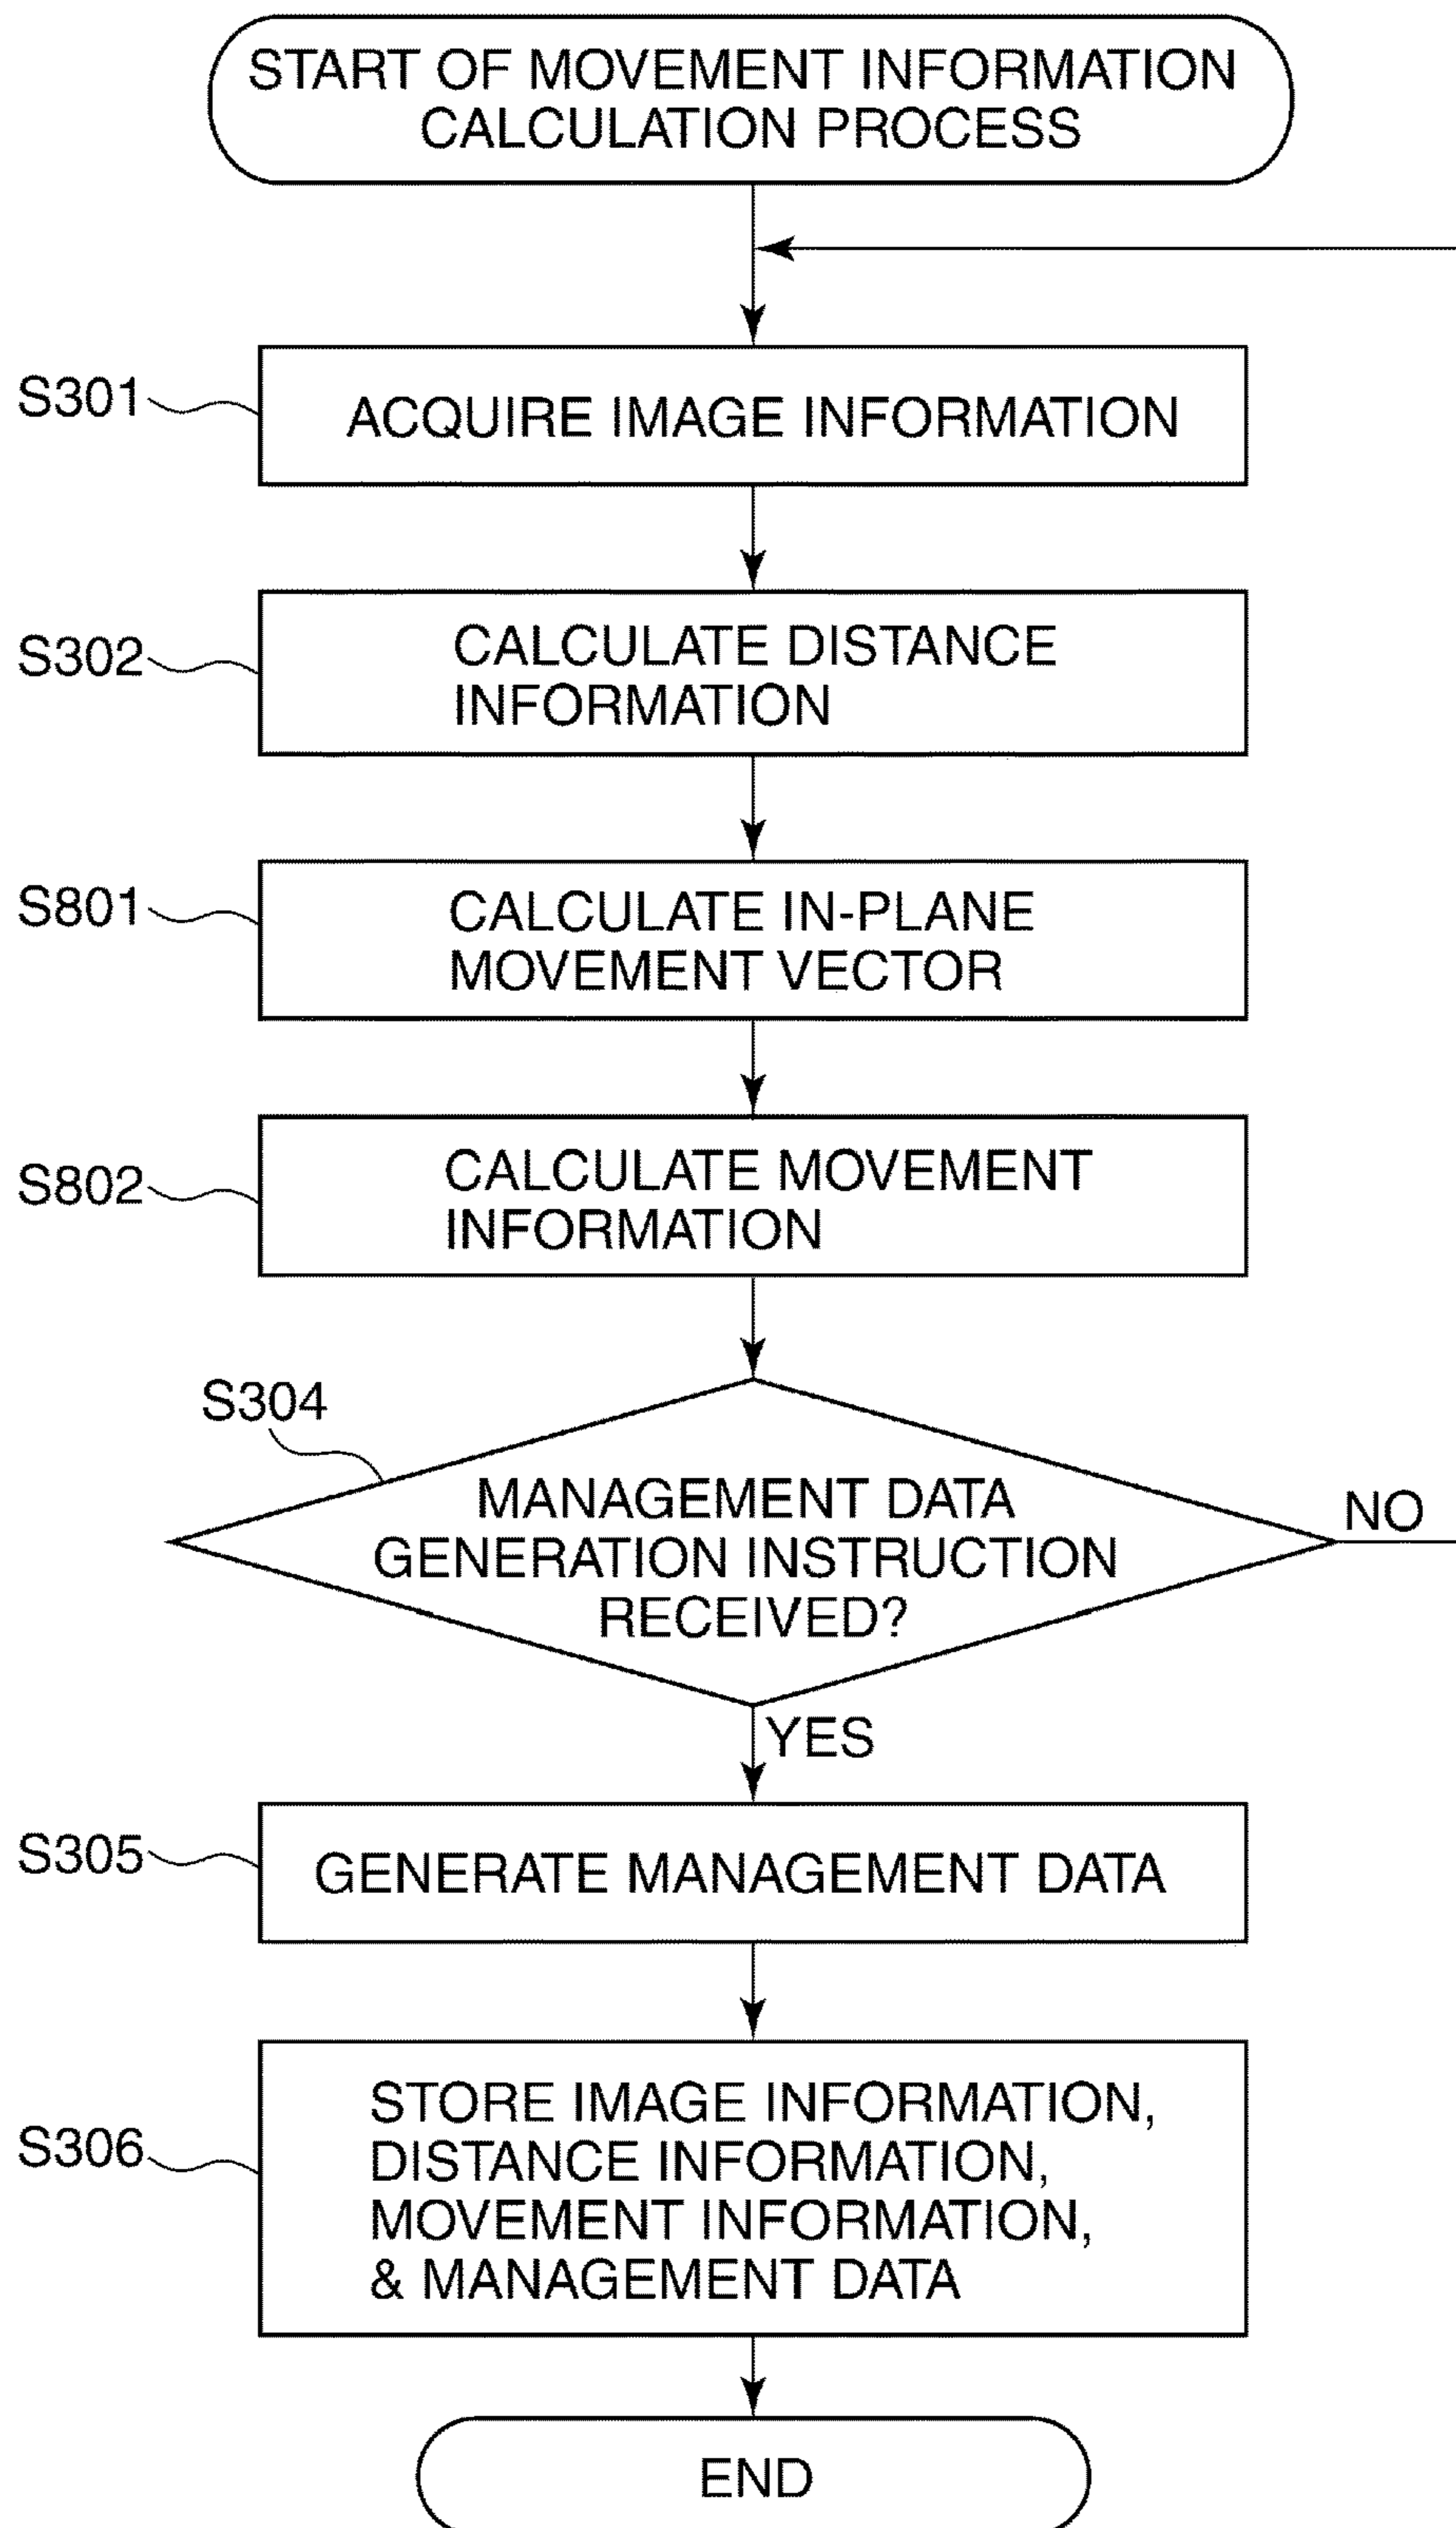 START OF MOVEMENT INFORMATION
CALCULATION PROCESS
S301
ACQUIRE IMAGE INFORMATION
S302
CALCULATE DISTANCE
INFORMATION
S801
CALCULATE IN-PLANE
MOVEMENT VECTOR
S802
CALCULATE MOVEMENT
INFORMATION
S304
MANAGEMENT DATA
GENERATION INSTRUCTION
RECEIVED?
NO
YES
S305
GENERATE MANAGEMENT DATA
S306
STORE IMAGE INFORMATION,
DISTANCE INFORMATION,
MOVEMENT INFORMATION,
& MANAGEMENT DATA
END